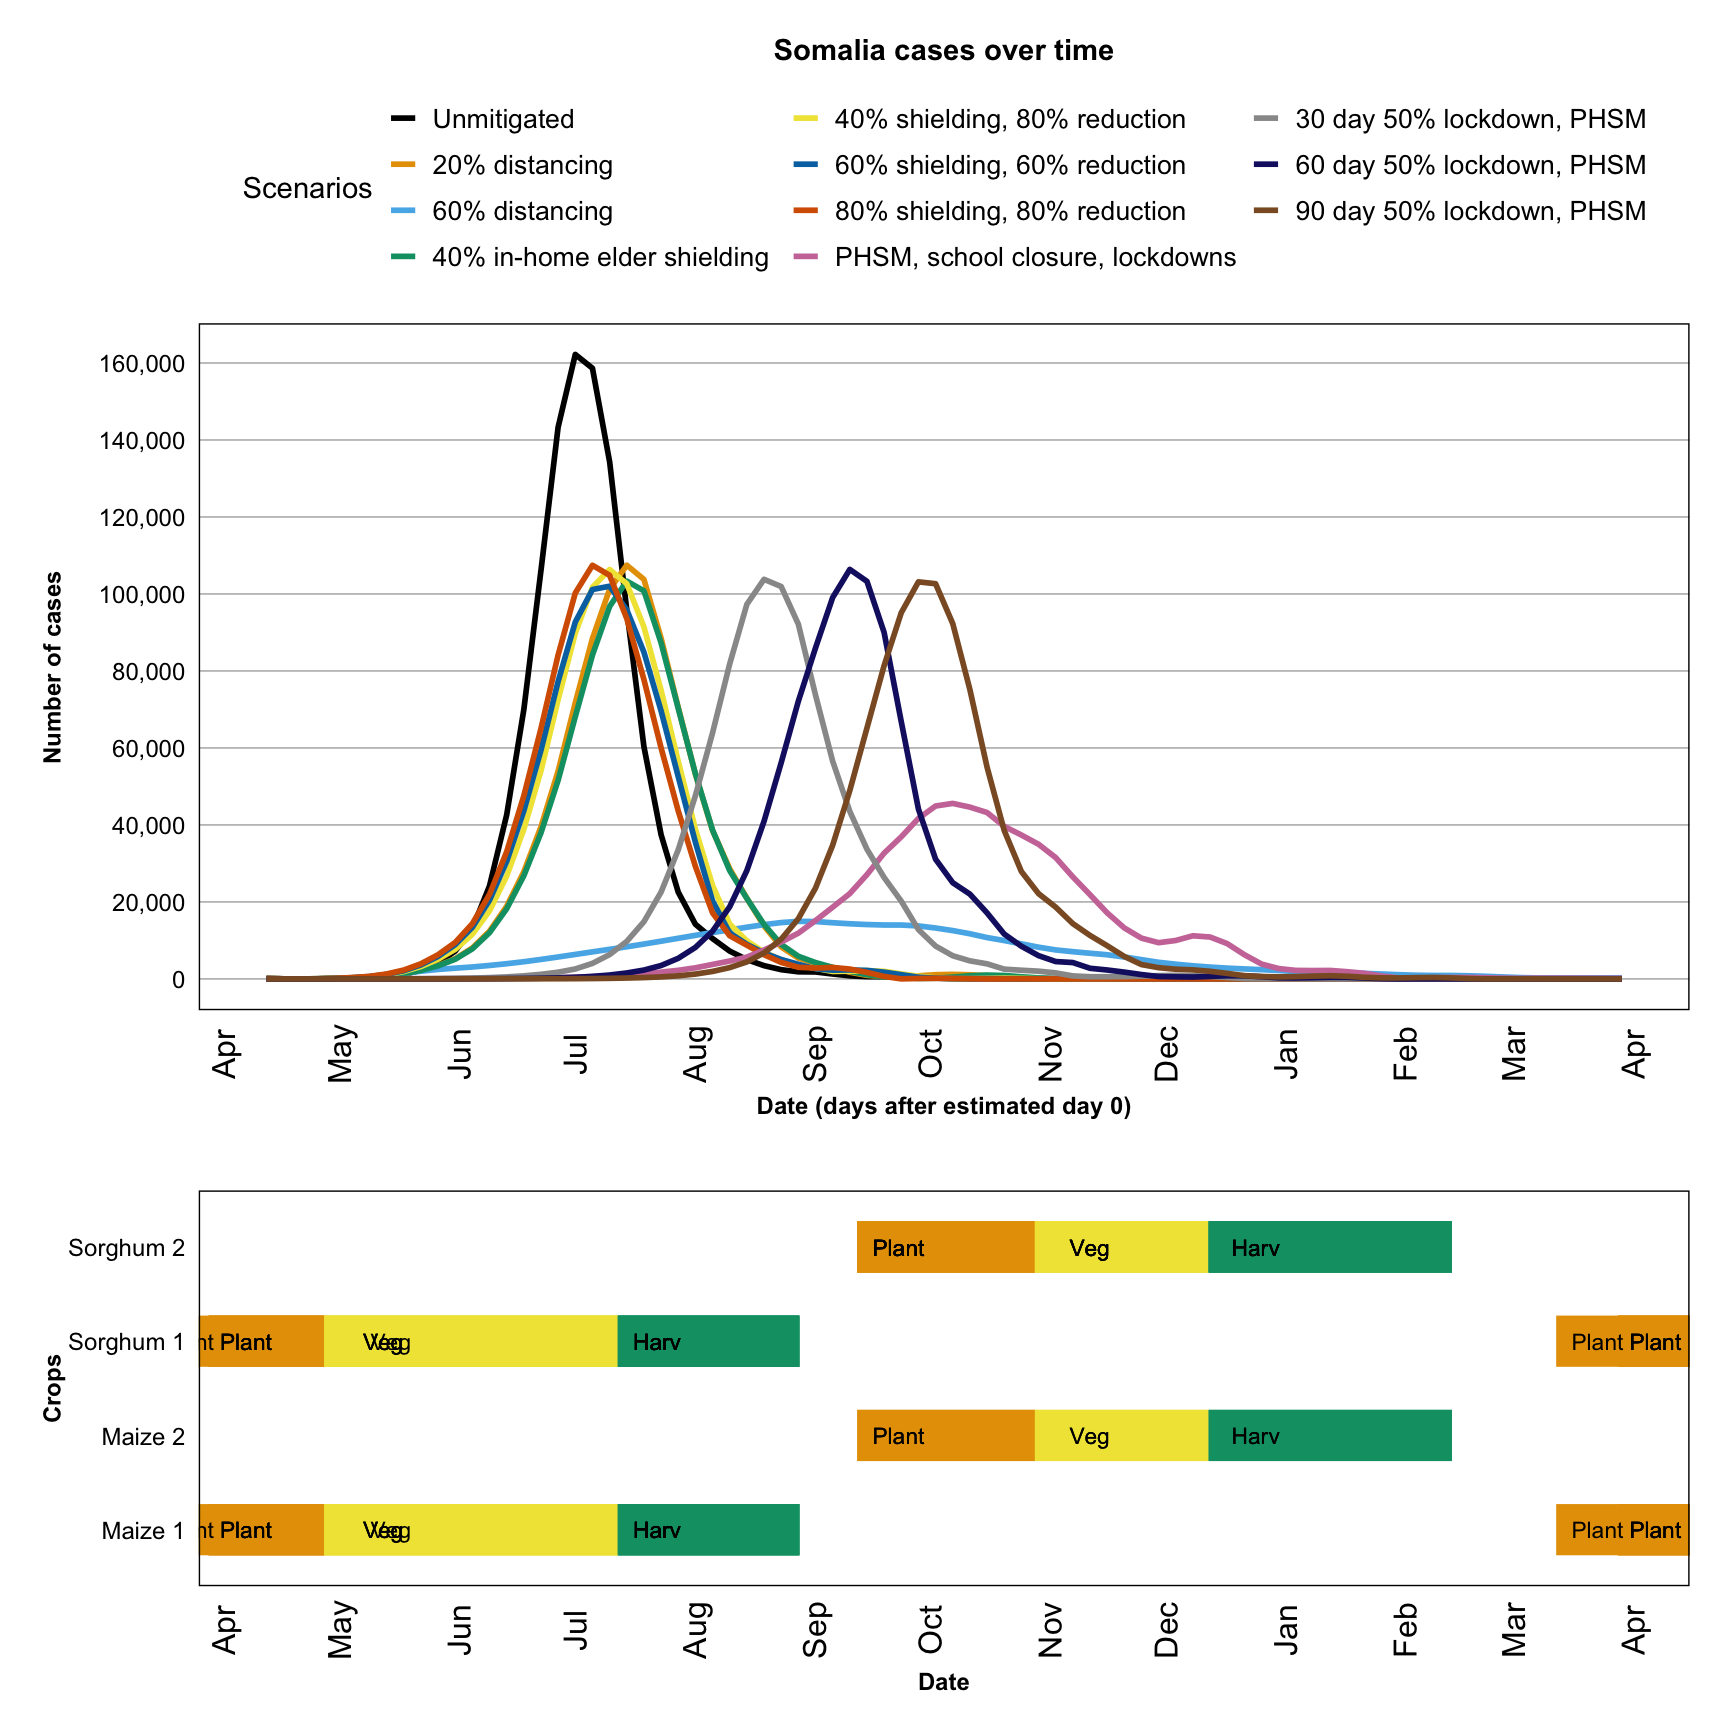 Somalia cases over time
Scenarios
Unmitigated
20% distancing
60% distancing
40% in-home elder shielding
40% shielding, 80% reduction
60% shielding, 60% reduction
80% shielding, 80% reduction
PHSM, school closure, lockdowns
30 day 50% lockdown, PHSM
60 day 50% lockdown, PHSM
90 day 50% lockdown, PHSM
Number of cases
160,000
140,000
120,000
100,000
80,000
60,000
40,000
20,000
0
Apr May Jun Jul Aug Sep Oct Nov Dec Jan Feb Mar Apr
Date (days after estimated day 0)
Crops
Sorghum 2 Plant Veg Harv
Sorghum 1 nt Plant Veg Veg Harv Plant Plant
Maize 2 Plant Veg Harv
Maize 1 nt Plant Veg Veg Harv Plant Plant
Apr May Jun Jul Aug Sep Oct Nov Dec Jan Feb Mar Apr
Date